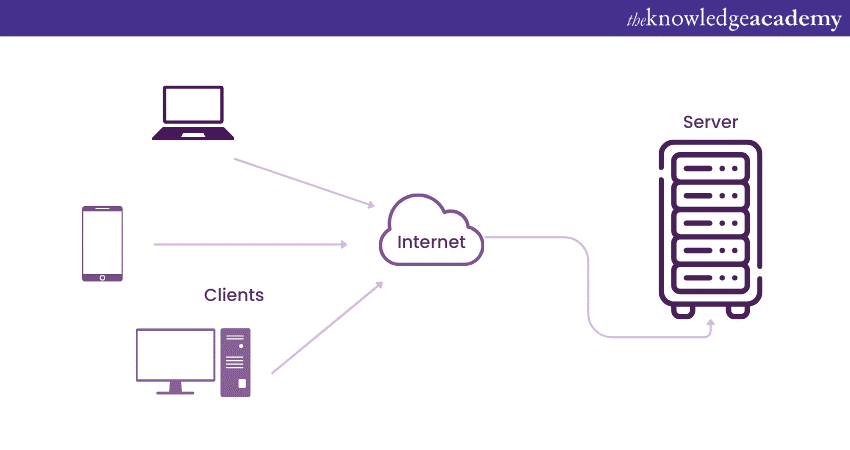 theknowledgeacademy
Server
Internet
Clients